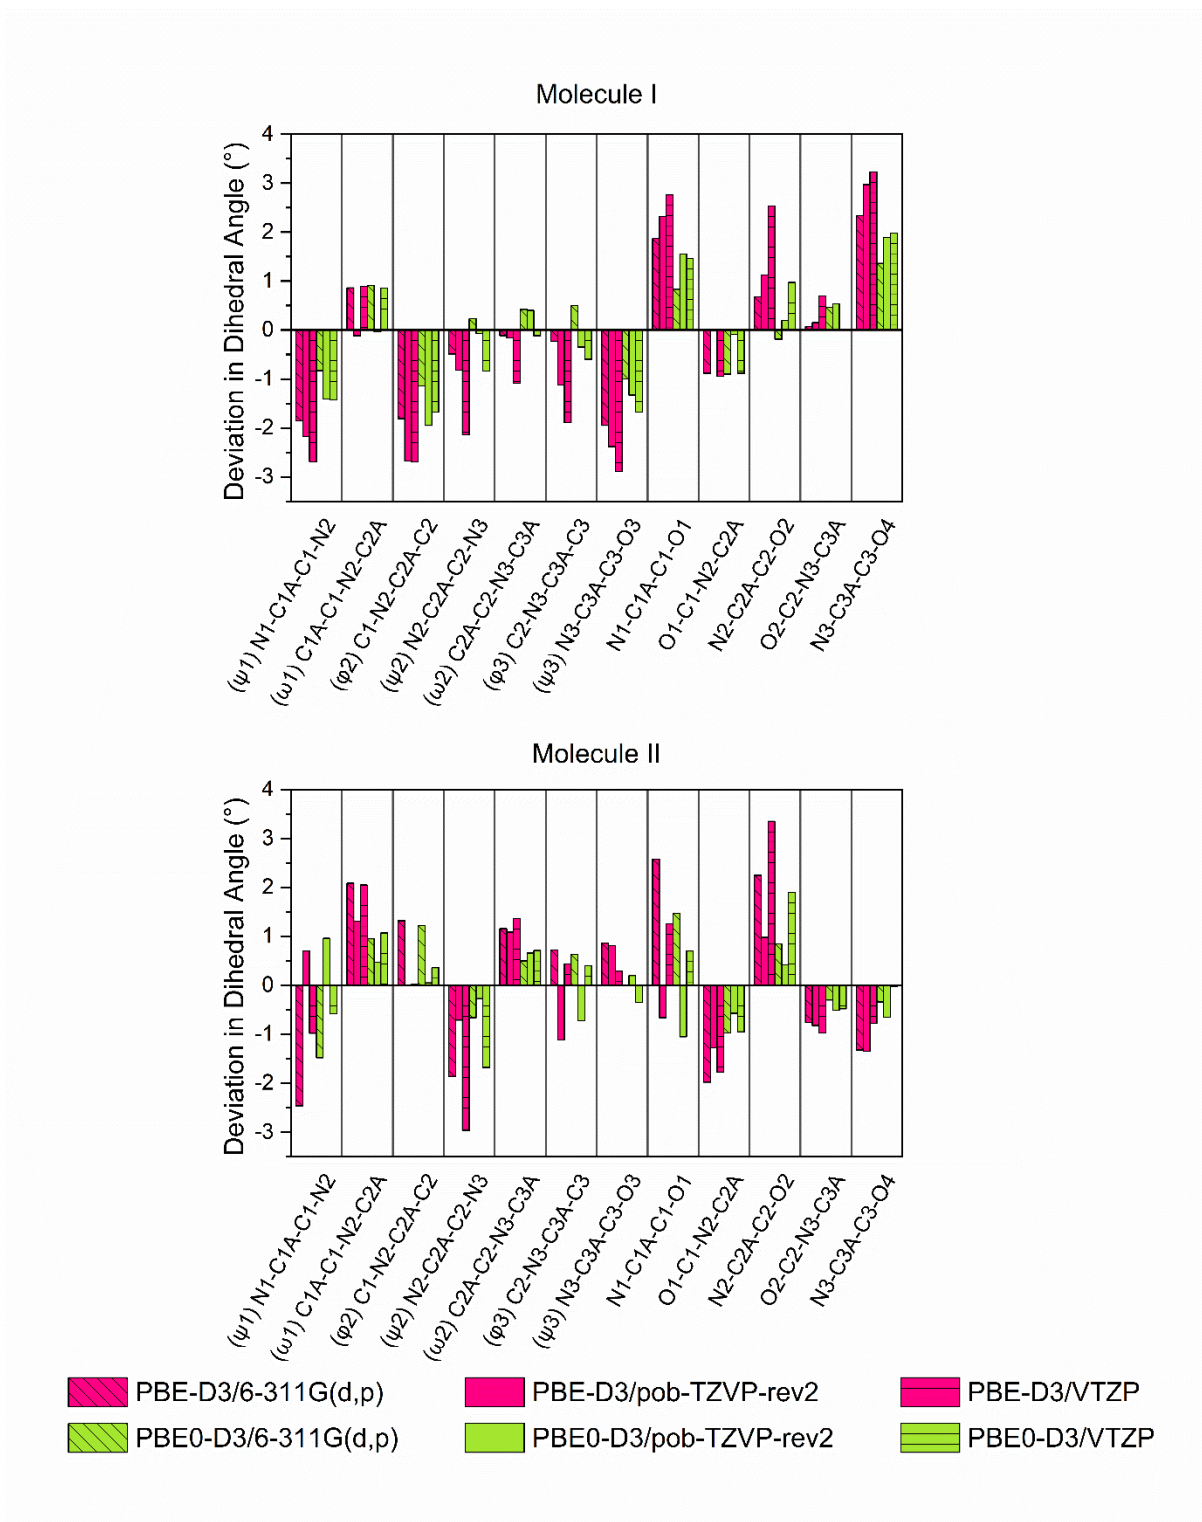 Molecule I
Deviation in Dihedral Angle (°)
4
3
2
1
0
-1
-2
-3
(ψ1) N1-C1A-C1-N2
(ω1) C1A-C1-N2-C2A
(φ2) C1-N2-C2A-C2
(ψ2) N2-C2A-C2-N3
(ω2) C2A-C2-N3-C3A
(φ3) C2-N3-C3A-C3
(ψ3) N3-C3A-C3-O3
N1-C1A-C1-O1
O1-C1-N2-C2A
N2-C2A-C2-O2
O2-C2-N3-C3A
N3-C3A-C3-O4
Molecule II
Deviation in Dihedral Angle (°)
4
3
2
1
0
-1
-2
-3
(ψ1) N1-C1A-C1-N2
(ω1) C1A-C1-N2-C2A
(φ2) C1-N2-C2A-C2
(ψ2) N2-C2A-C2-N3
(ω2) C2A-C2-N3-C3A
(φ3) C2-N3-C3A-C3
(ψ3) N3-C3A-C3-O3
N1-C1A-C1-O1
O1-C1-N2-C2A
N2-C2A-C2-O2
O2-C2-N3-C3A
N3-C3A-C3-O4
PBE-D3/6-311G(d,p) PBE-D3/pob-TZVP-rev2 PBE-D3/VTZP
PBE0-D3/6-311G(d,p) PBE0-D3/pob-TZVP-rev2 PBE0-D3/VTZP